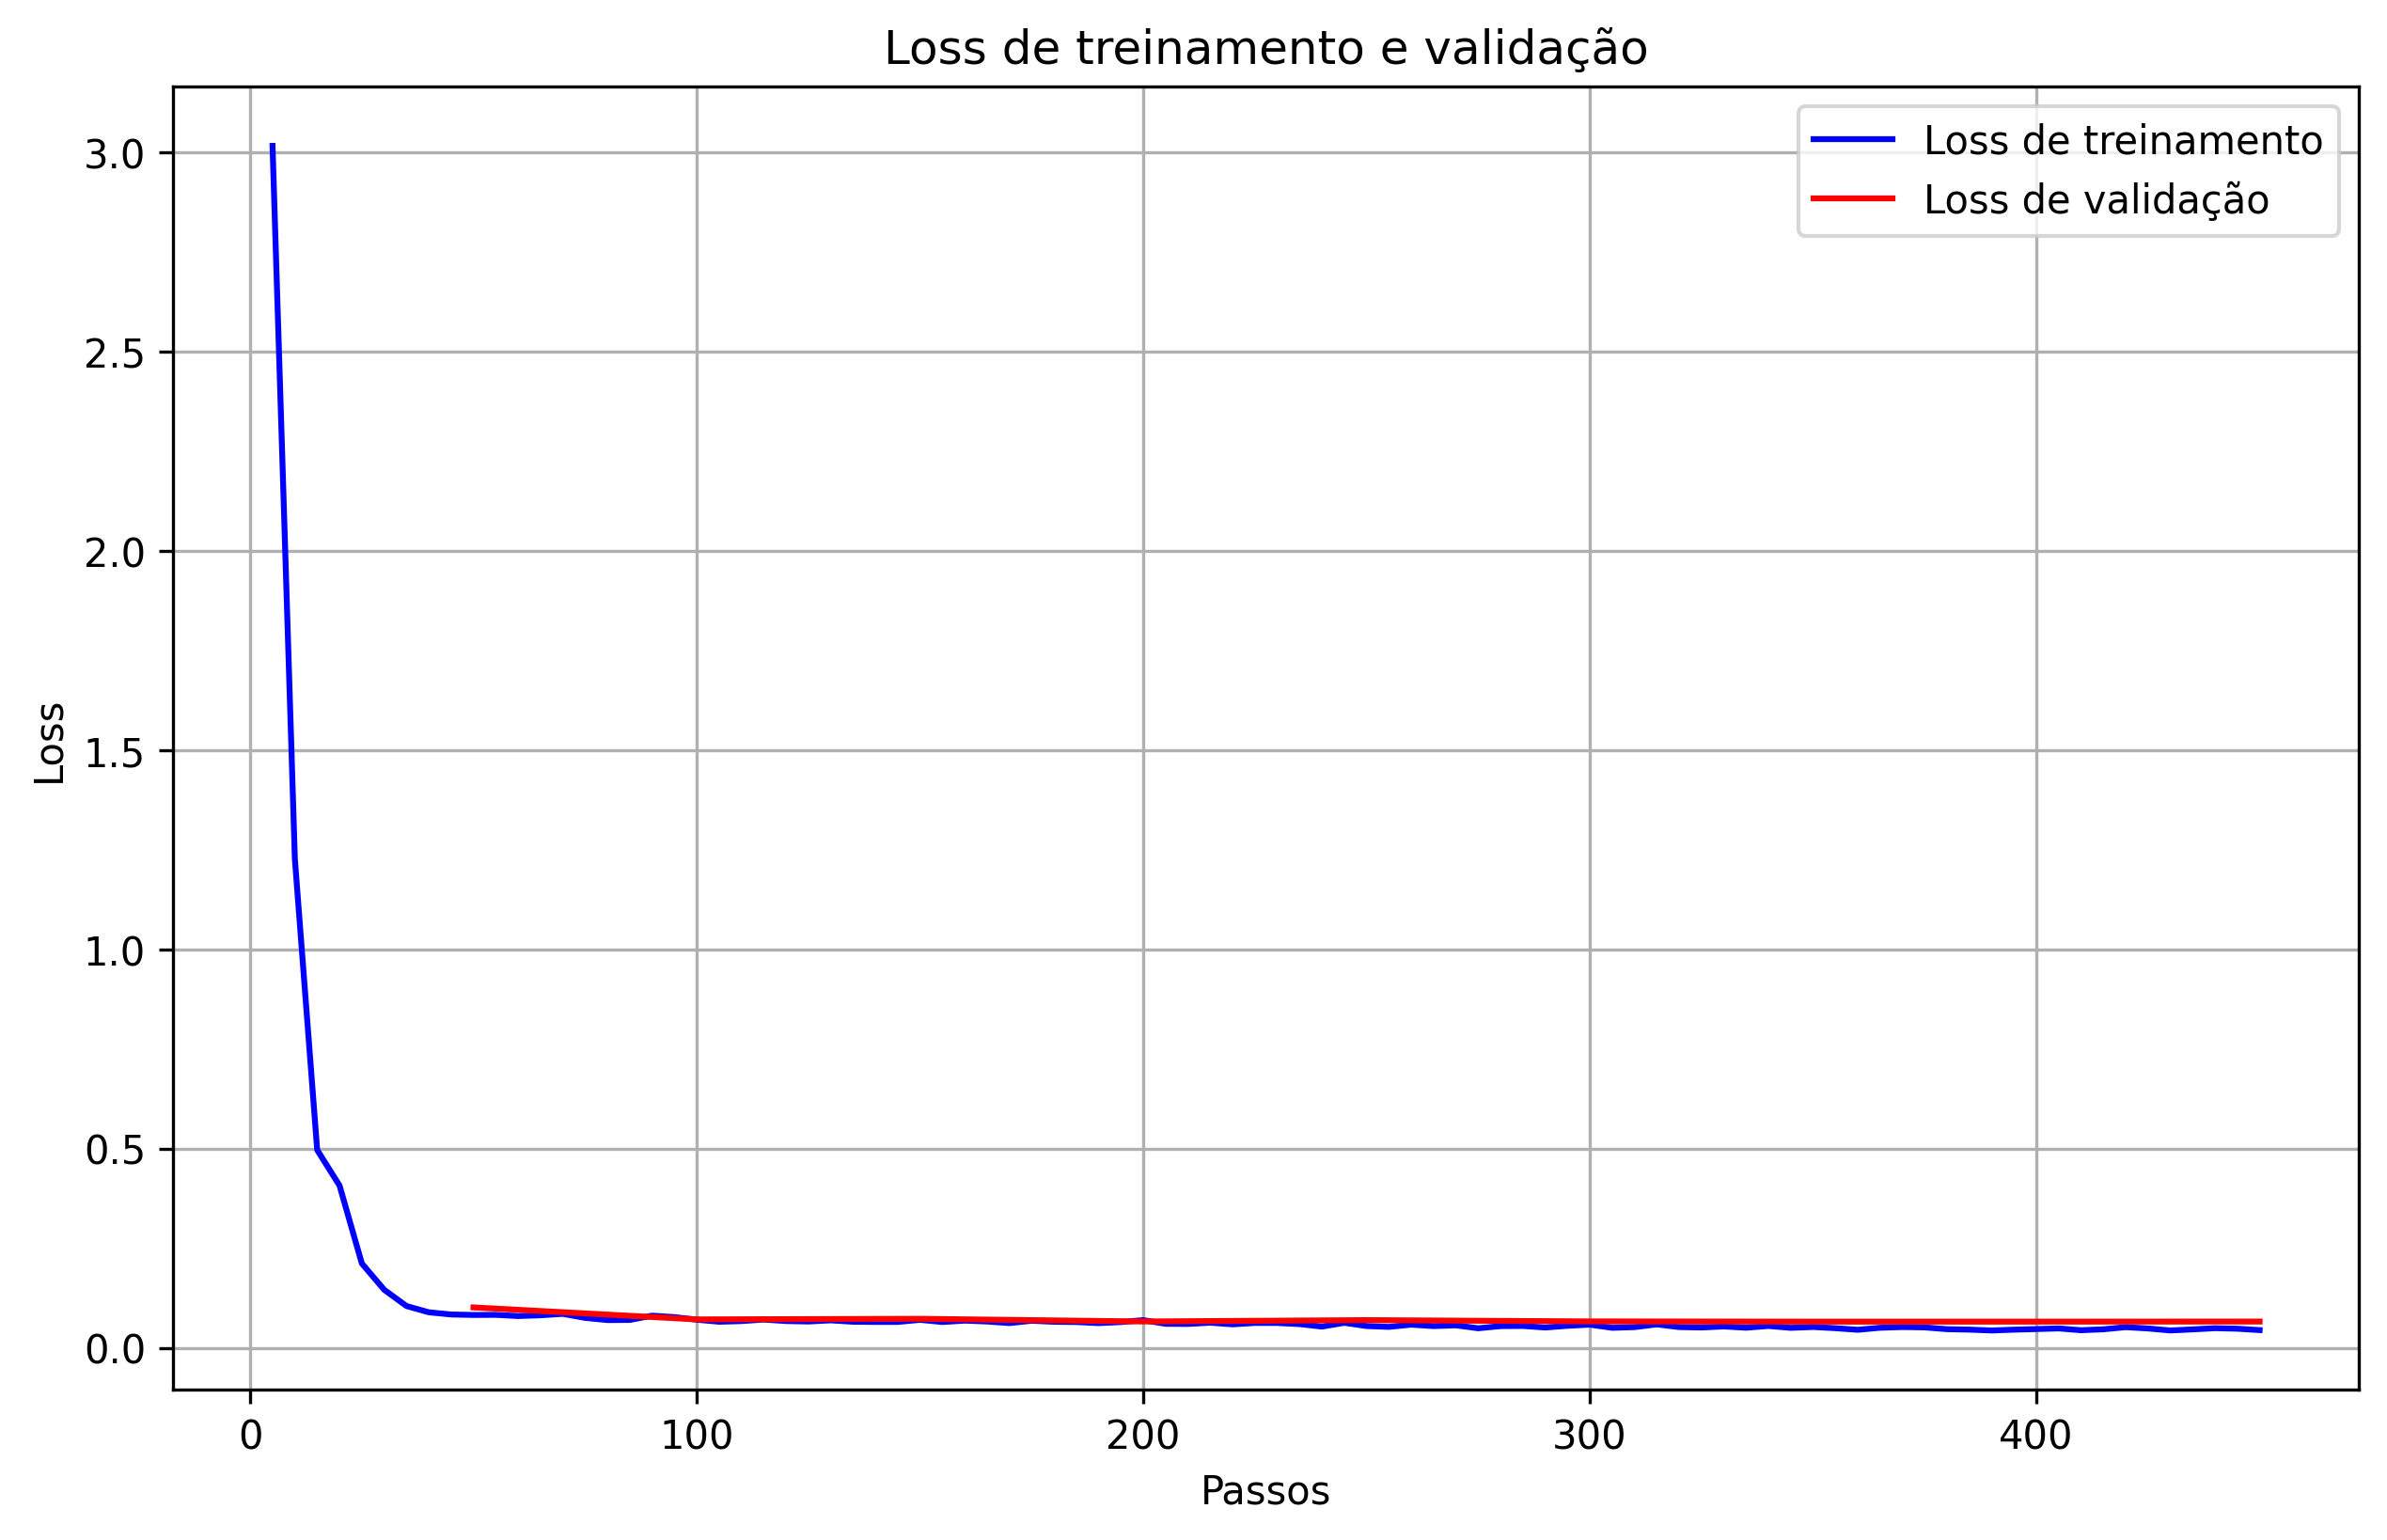 Loss de treinamento e validação
Loss de treinamento
Loss de validação
3.0
2.5
2.0
1.5
1.0
0.5
0.0
Loss
0 100 200 300 400
Passos